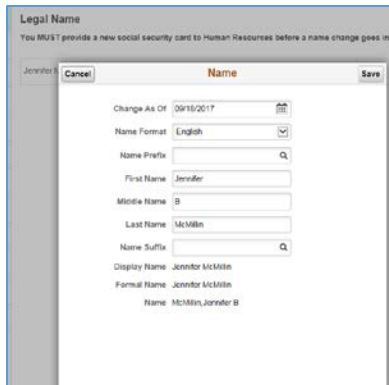 Legal Name
You MUST provide a new social security card to Human Resources before a name change goes in
Jennifer
Cancel Name Save
Change As Of 09/18/2017
Name Format English
Name Prefix
First Name Jennifer
Middle Name B
Last Name McMillin
Name Suffix
Display Name Jennifer McMillin
Formal Name Jennifer McMillin
Name McMillin,Jennifer B